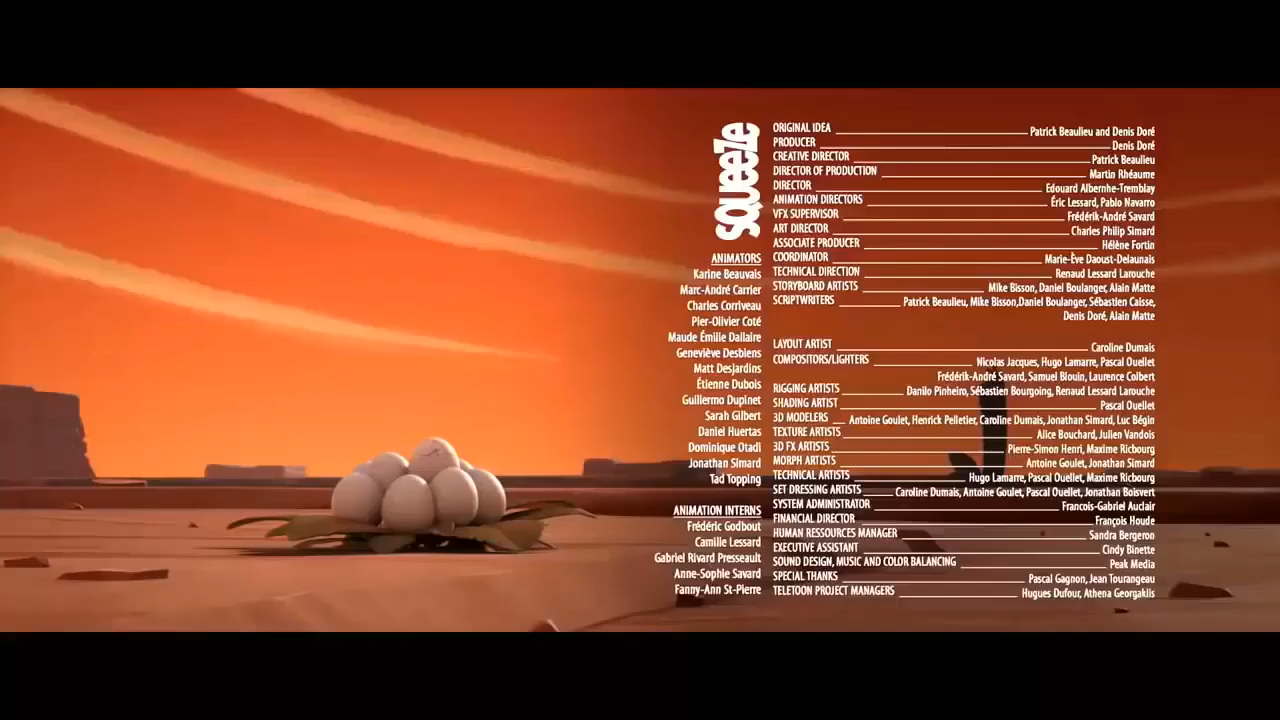 squeeze
ORIGINAL IDEA Patrick Beaulieu and Denis Doré
PRODUCER Denis Doré
CREATIVE DIRECTOR Patrick Beaulieu
DIRECTOR OF PRODUCTION Martin Rhéaume
DIRECTOR Edouard Albernhe-Tremblay
ANIMATION DIRECTORS Éric Lessard, Pablo Navarro
VFX SUPERVISOR Frédérik-André Savard
ART DIRECTOR Charles Philip Simard
ASSOCIATE PRODUCER Hélène Fortin
COORDINATOR Marie-Ève Daoust-Delaunais
TECHNICAL DIRECTION Renaud Lessard Larouche
STORYBOARD ARTISTS Mike Bisson, Daniel Boulanger, Alain Matte
SCRIPTWRITERS Patrick Beaulieu, Mike Bisson,Daniel Boulanger, Sébastien Caisse,
Denis Doré, Alain Matte
LAYOUT ARTIST Caroline Dumais
COMPOSITORS/LIGHTERS Nicolas Jacques, Hugo Lamarre, Pascal Ouellet
Frédérik-André Savard, Samuel Blouin, Laurence Colbert
RIGGING ARTISTS Danilo Pinheiro, Sébastien Bourgoing, Renaud Lessard Larouche
SHADING ARTIST Pascal Ouellet
3D MODELERS Antoine Goulet, Henrick Pelletier, Caroline Dumais, Jonathan Simard, Luc Bégin
TEXTURE ARTISTS Alice Bouchard, Julien Vandois
3D FX ARTISTS Pierre-Simon Henri, Maxime Ricbourg
MORPH ARTISTS Antoine Goulet, Jonathan Simard
TECHNICAL ARTISTS Hugo Lamarre, Pascal Ouellet, Maxime Ricbourg
SET DRESSING ARTISTS Caroline Dumais, Antoine Goulet, Pascal Ouellet, Jonathan Boisvert
SYSTEM ADMINISTRATOR Francois-Gabriel Auclair
FINANCIAL DIRECTOR François Houde
HUMAN RESSOURCES MANAGER Sandra Bergeron
EXECUTIVE ASSISTANT Cindy Binette
SOUND DESIGN, MUSIC AND COLOR BALANCING Peak Media
SPECIAL THANKS Pascal Gagnon, Jean Tourangeau
TELETOON PROJECT MANAGERS Hugues Dufour, Athena Georgaklis
ANIMATORS
Karine Beauvais
Marc-André Carrier
Charles Corriveau
Pier-Olivier Coté
Maude Émilie Dallaire
Geneviève Desbiens
Matt Desjardins
Étienne Dubois
Guillermo Dupinet
Sarah Gilbert
Daniel Huertas
Dominique Otadi
Jonathan Simard
Tad Topping
ANIMATION INTERNS
Frédéric Godbout
Camille Lessard
Gabriel Rivard Presseault
Anne-Sophie Savard
Fanny-Ann St-Pierre